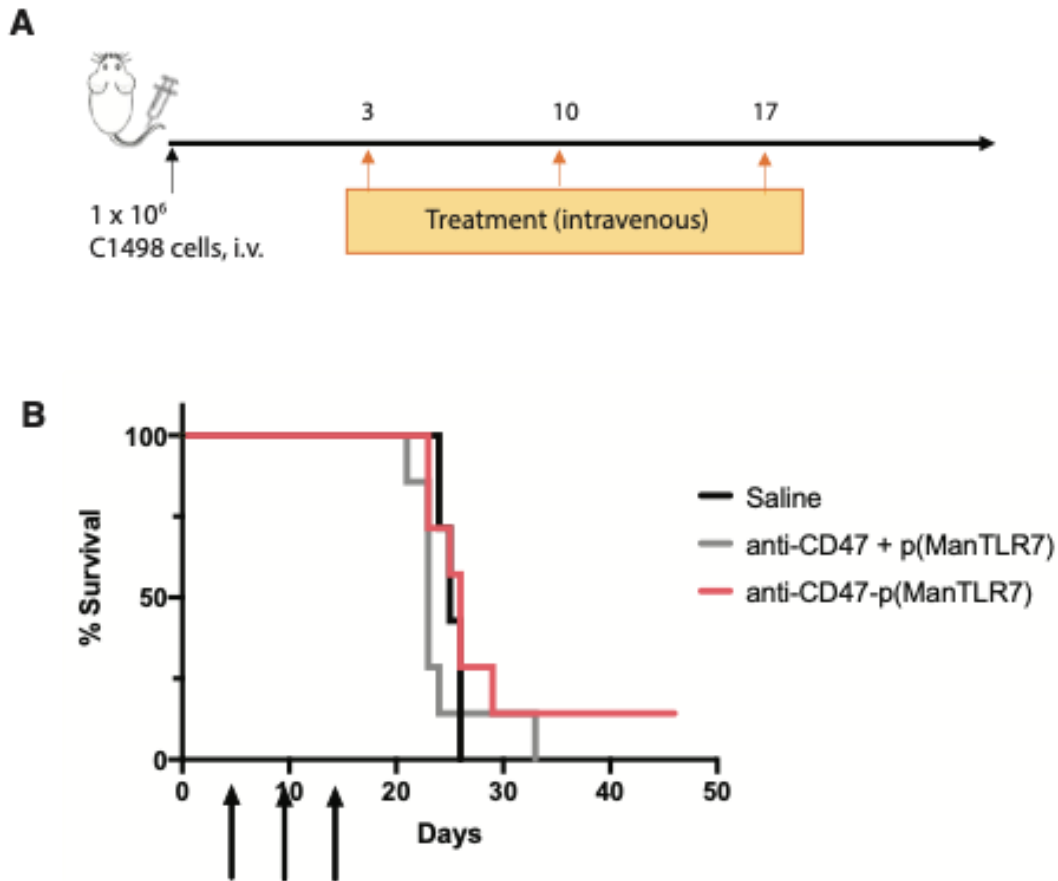 A
3 10 17
Treatment (intravenous)
1 x 10⁶
C1498 cells, i.v.
B
100
50
0
% Survival
0 10 20 30 40 50
Days
Saline
anti-CD47 + p(ManTLR7)
anti-CD47-p(ManTLR7)